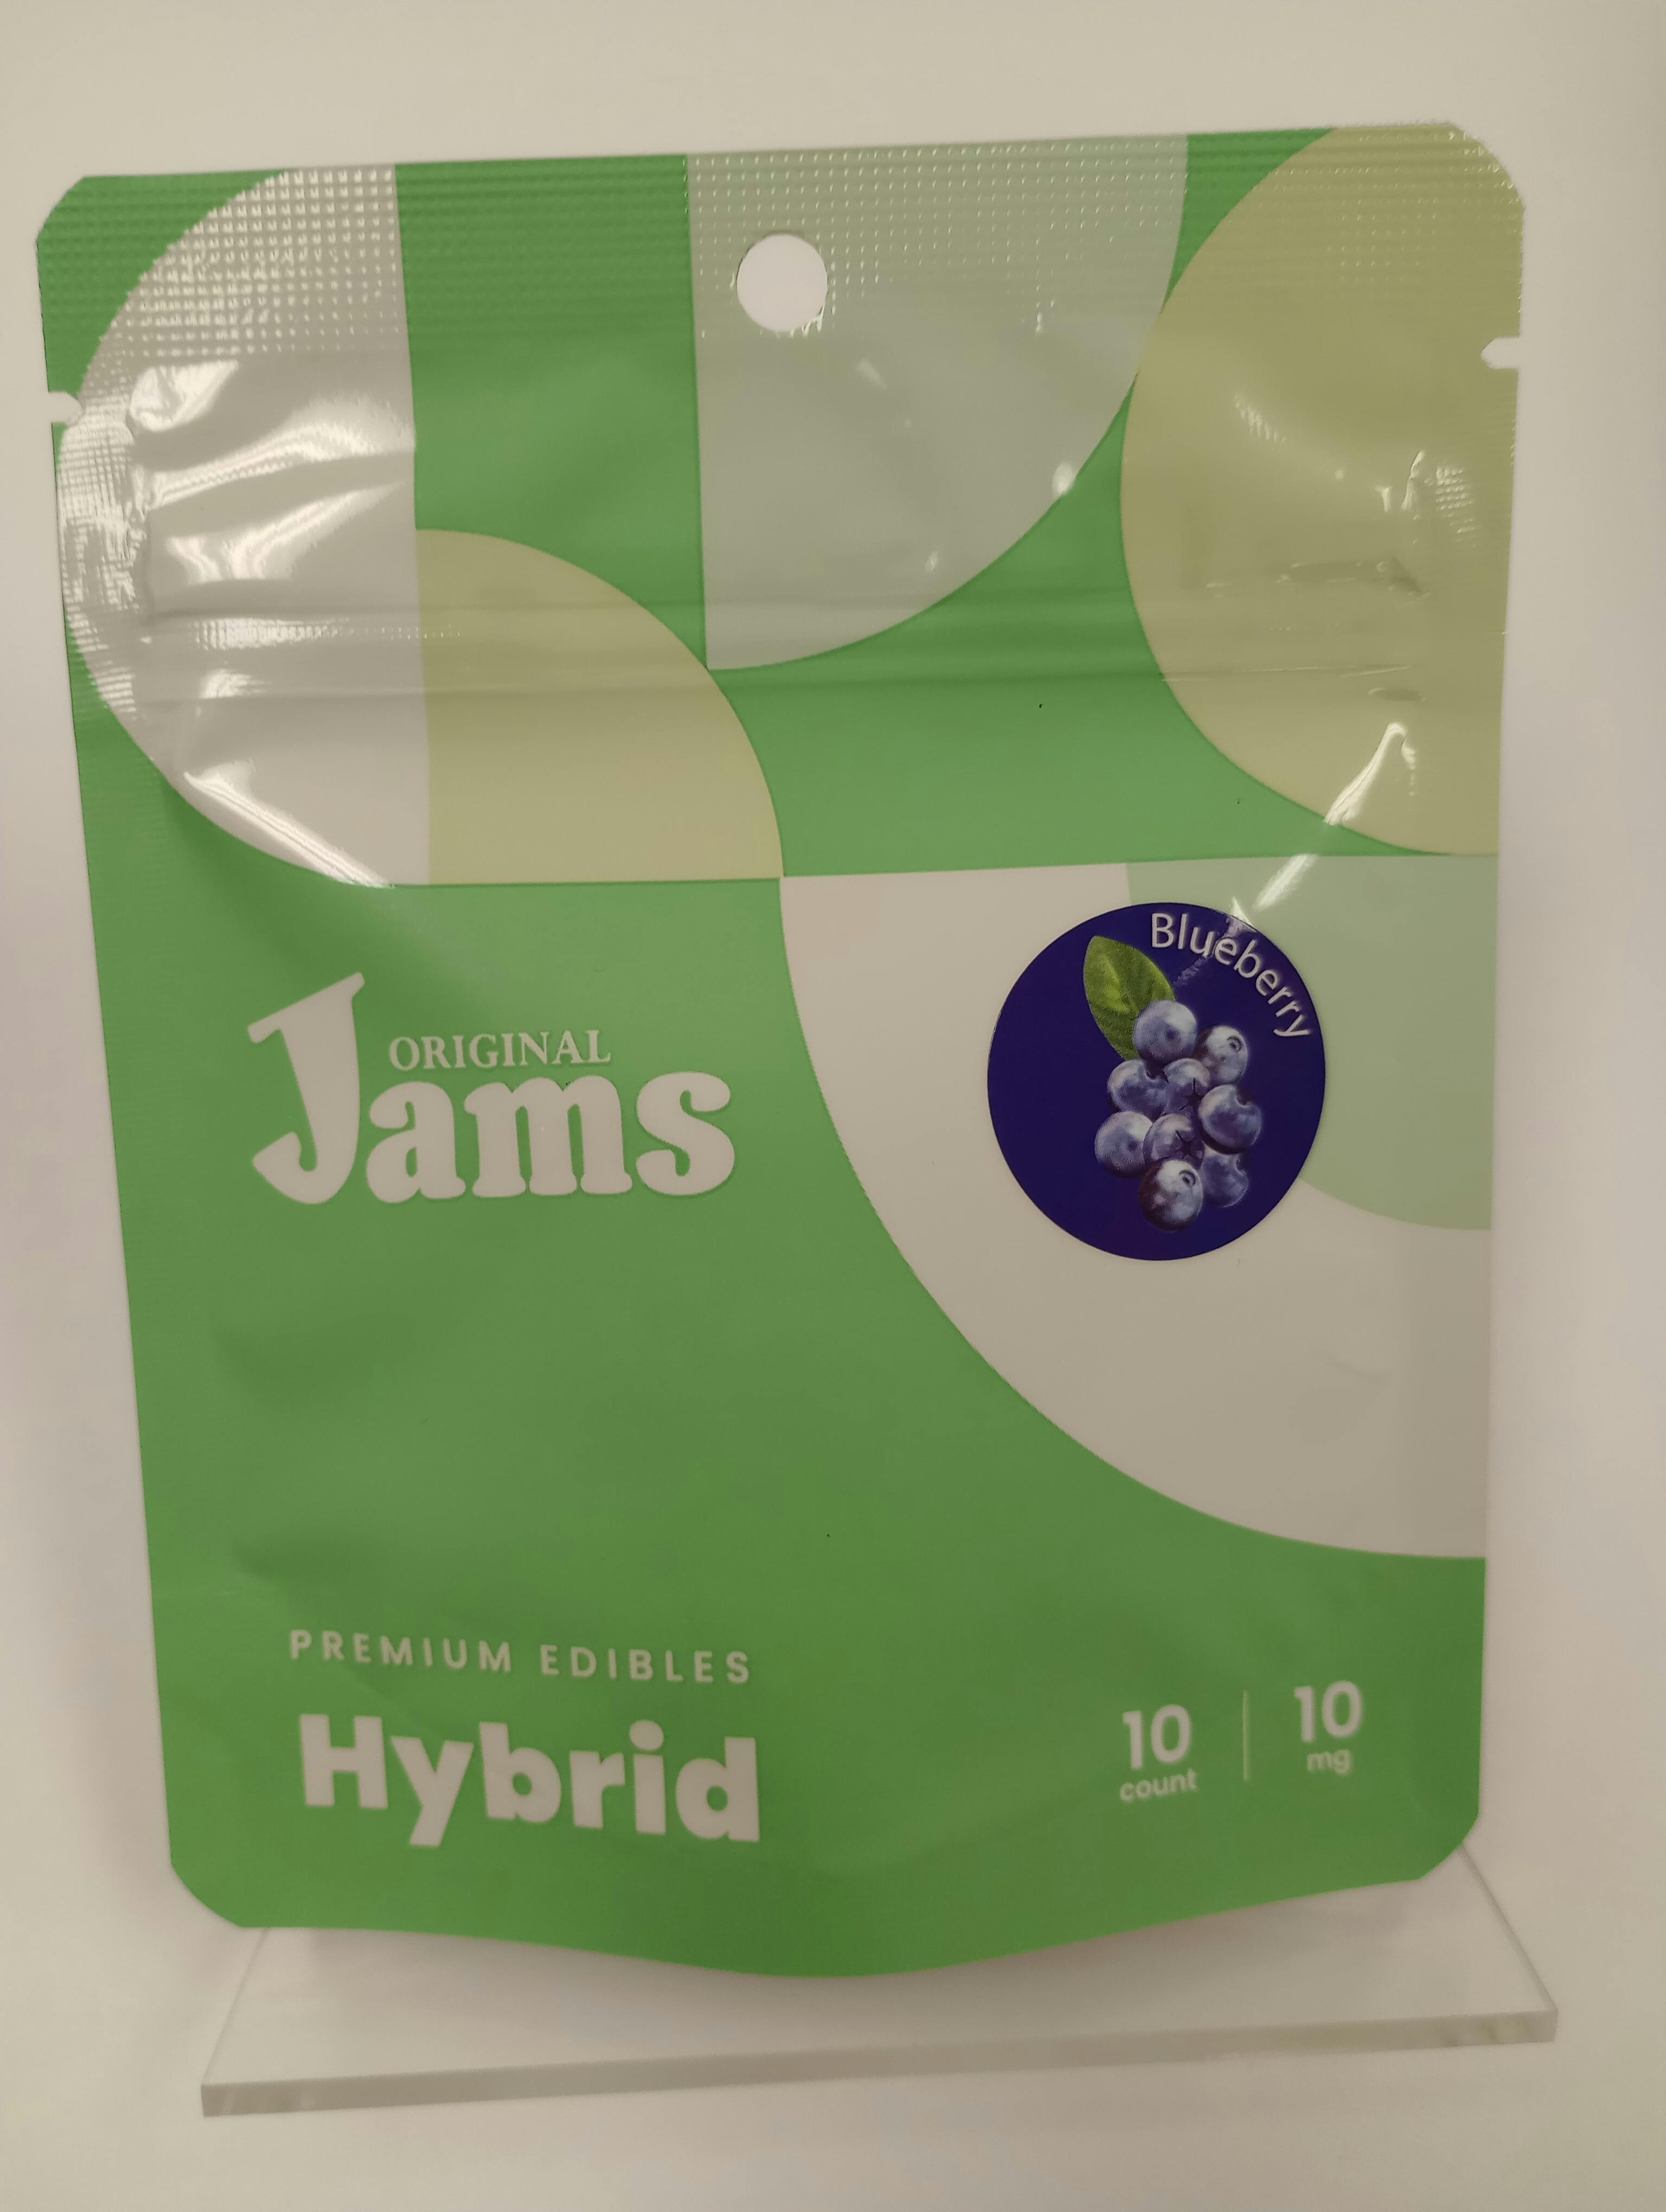 Blueberry
ORIGINAL
Jams
PREMIUM EDIBLES
Hybrid
10 count | 10 mg